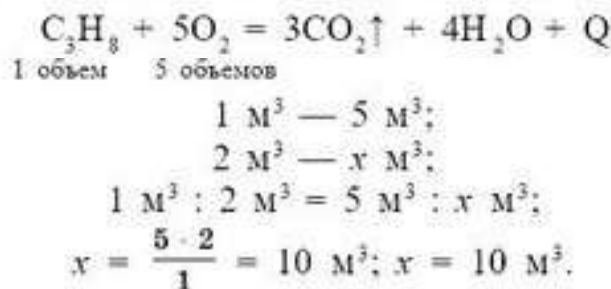 C₃H₈ + 5O₂ = 3CO₂↑ + 4H₂O + Q
1 объем 5 объемов
1 м³ — 5 м³;
2 м³ — x м³;
1 м³ : 2 м³ = 5 м³ : x м³;
x = 5 · 2 / 1 = 10 м³; x = 10 м³.